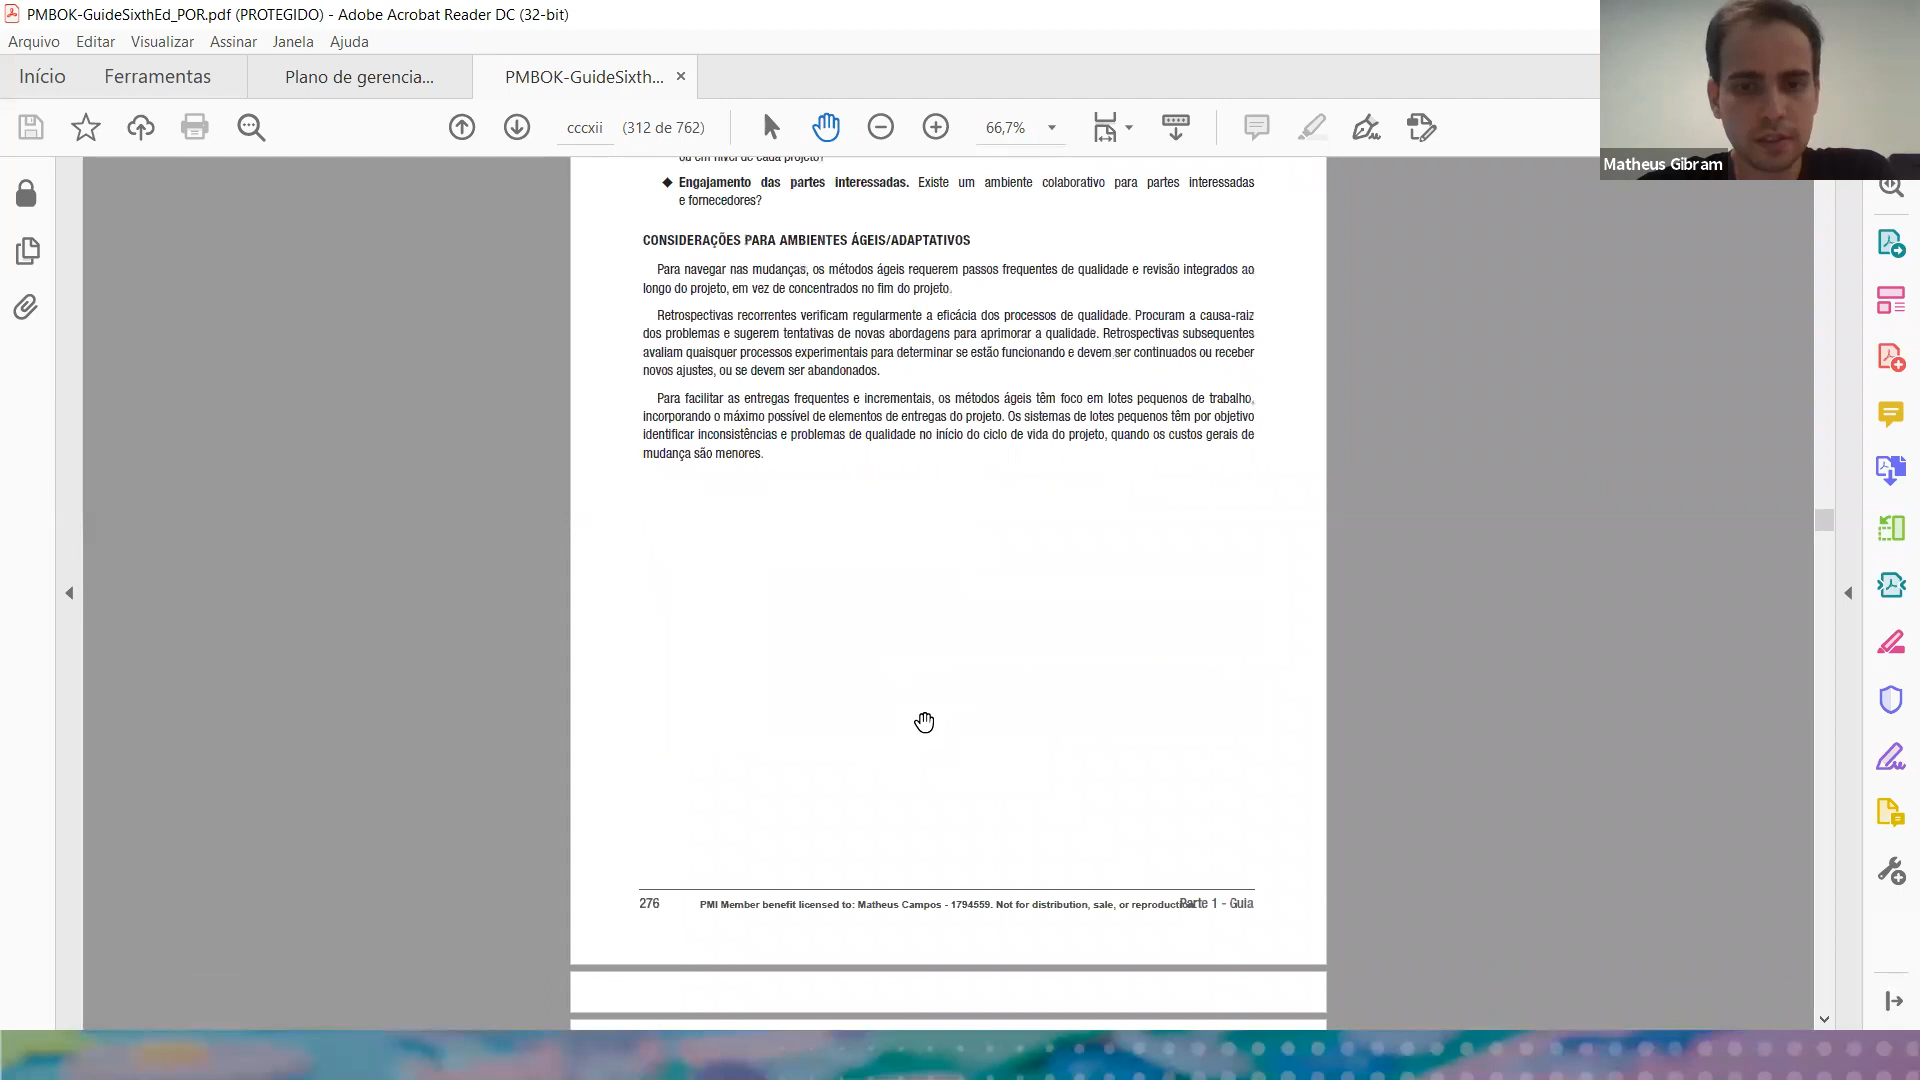 PMBOK-GuideSixthEd_POR.pdf (PROTEGIDO) - Adobe Acrobat Reader DC (32-bit)
Arquivo Editar Visualizar Assinar Janela Ajuda
Início Ferramentas Plano de gerencia... PMBOK-GuideSixth... ×
cccxii (312 de 762) 66,7%
Matheus Gibram
ou em nível de cada projeto?
◆ Engajamento das partes interessadas. Existe um ambiente colaborativo para partes interessadas
e fornecedores?
CONSIDERAÇÕES PARA AMBIENTES ÁGEIS/ADAPTATIVOS
Para navegar nas mudanças, os métodos ágeis requerem passos frequentes de qualidade e revisão integrados ao
longo do projeto, em vez de concentrados no fim do projeto.
Retrospectivas recorrentes verificam regularmente a eficácia dos processos de qualidade. Procuram a causa-raiz
dos problemas e sugerem tentativas de novas abordagens para aprimorar a qualidade. Retrospectivas subsequentes
avaliam quaisquer processos experimentais para determinar se estão funcionando e devem ser continuados ou receber
novos ajustes, ou se devem ser abandonados.
Para facilitar as entregas frequentes e incrementais, os métodos ágeis têm foco em lotes pequenos de trabalho,
incorporando o máximo possível de elementos de entregas do projeto. Os sistemas de lotes pequenos têm por objetivo
identificar inconsistências e problemas de qualidade no início do ciclo de vida do projeto, quando os custos gerais de
mudança são menores.
276 PMI Member benefit licensed to: Matheus Campos - 1794559. Not for distribution, sale, or reproduction. Parte 1 - Guia